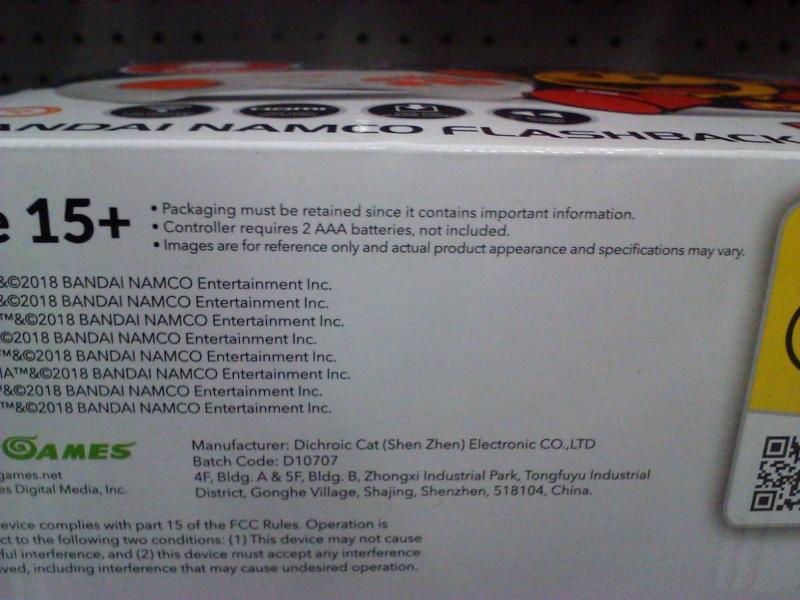 HDMI
BANDAI NAMCO FLASHBACK
15+
• Packaging must be retained since it contains important information.
• Controller requires 2 AAA batteries, not included.
• Images are for reference only and actual product appearance and specifications may vary.
&©2018 BANDAI NAMCO Entertainment Inc.
&©2018 BANDAI NAMCO Entertainment Inc.
™&©2018 BANDAI NAMCO Entertainment Inc.
©2018 BANDAI NAMCO Entertainment Inc.
™&©2018 BANDAI NAMCO Entertainment Inc.
™&©2018 BANDAI NAMCO Entertainment Inc.
&©2018 BANDAI NAMCO Entertainment Inc.
™&©2018 BANDAI NAMCO Entertainment Inc.
GAMES
games.net
es Digital Media, Inc.
Manufacturer: Dichroic Cat (Shen Zhen) Electronic CO.,LTD
Batch Code: D10707
4F, Bldg. A & 5F, Bldg. B, Zhongxi Industrial Park, Tongfuyu Industrial
District, Gonghe Village, Shajing, Shenzhen, 518104, China.
evice complies with part 15 of the FCC Rules. Operation is
ct to the following two conditions: (1) This device may not cause
ful interference, and (2) this device must accept any interference
ved, including interference that may cause undesired operation.